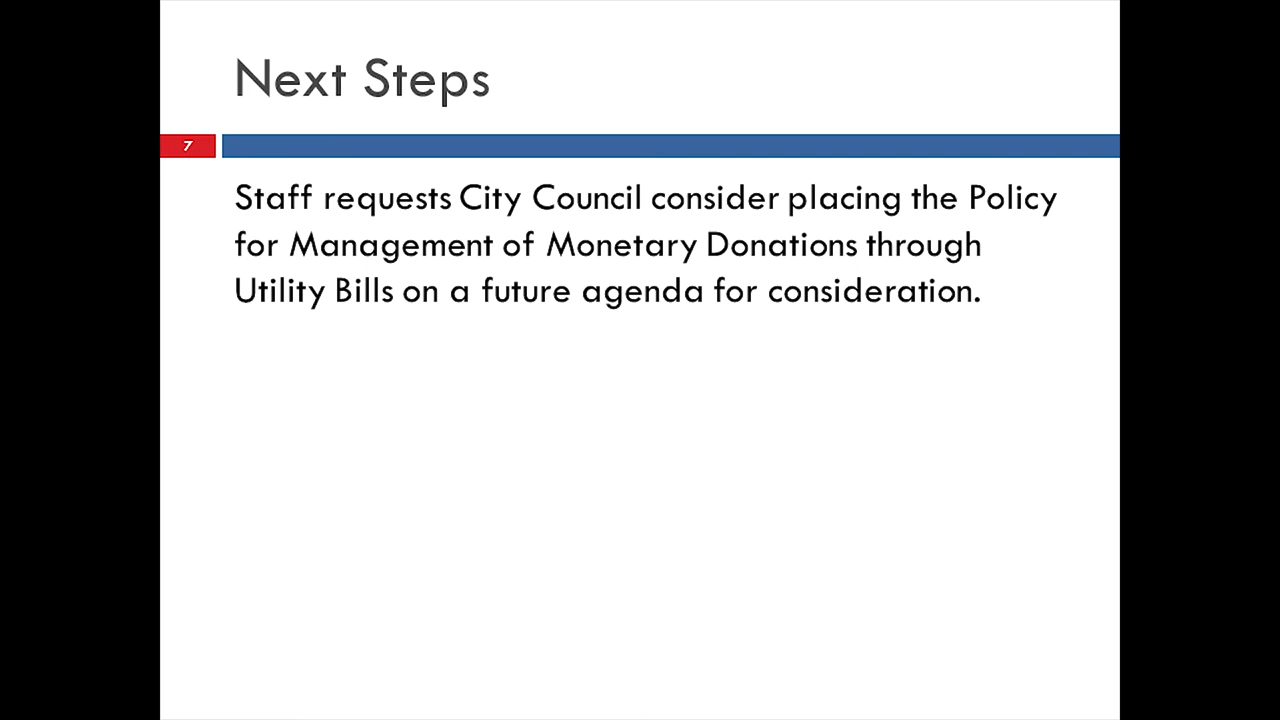 Next Steps
7
Staff requests City Council consider placing the Policy
for Management of Monetary Donations through
Utility Bills on a future agenda for consideration.